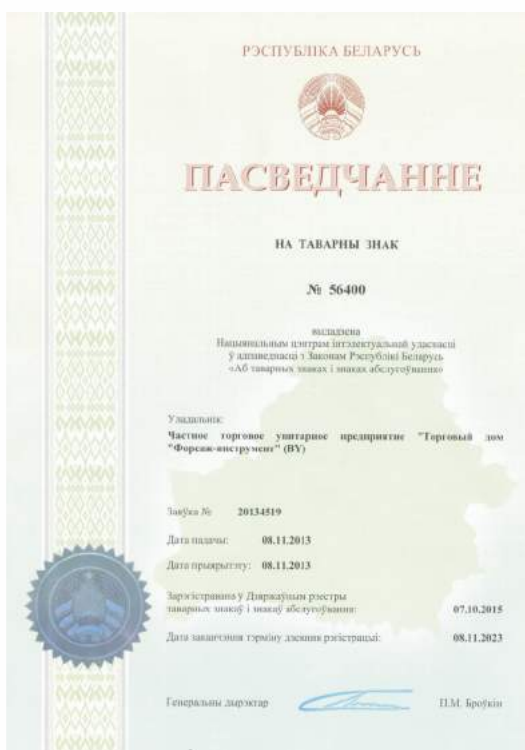 РЭСПУБЛІКА БЕЛАРУСЬ
ПАСВЕДЧАННЕ
НА ТАВАРНЫ ЗНАК
№ 56400
выдадзена
Нацыянальным цэнтрам інтэлектуальнай уласнасці
ў адпаведнасці з Законам Рэспублікі Беларусь
«Аб таварных знаках і знаках абслугоўвання»
Уладальнік:
Частное торговое унитарное предприятие "Торговый дом
"Форсаж-инструмент" (BY)
Заяўка № 20134519
Дата падачы: 08.11.2013
Дата прыярытэту: 08.11.2013
Зарэгістравана ў Дзяржаўным рэестры
таварных знакаў і знакаў абслугоўвання: 07.10.2015
Дата заканчэння тэрміну дзеяння рэгістрацыі: 08.11.2023
Генеральны дырэктар П.М. Броўкін